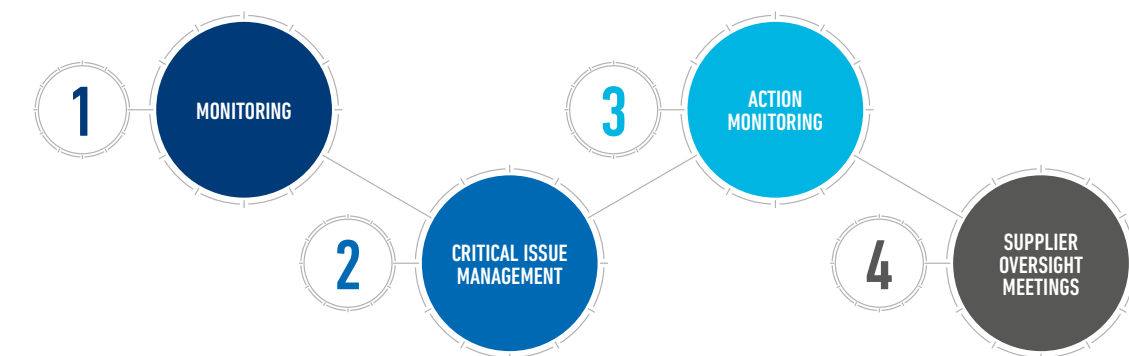 1
MONITORING
2
CRITICAL ISSUE
MANAGEMENT
3
ACTION
MONITORING
4
SUPPLIER
OVERSIGHT
MEETINGS